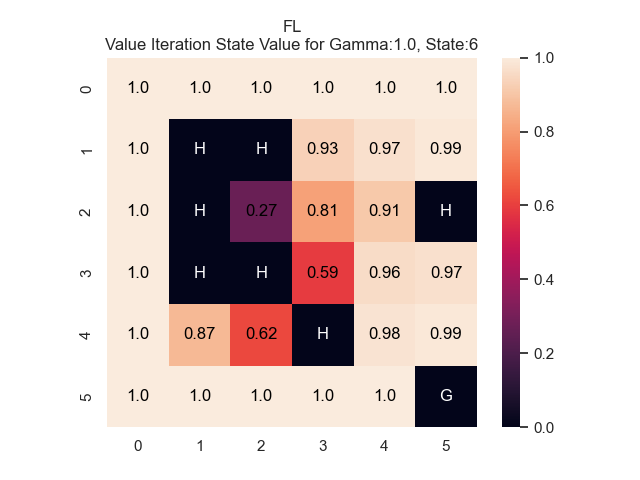 FL
Value Iteration State Value for Gamma:1.0, State:6
0 1.0 1.0 1.0 1.0 1.0 1.0
1 1.0 H H 0.93 0.97 0.99
2 1.0 H 0.27 0.81 0.91 H
3 1.0 H H 0.59 0.96 0.97
4 1.0 0.87 0.62 H 0.98 0.99
5 1.0 1.0 1.0 1.0 1.0 G
0 1 2 3 4 5
1.0
0.8
0.6
0.4
0.2
0.0